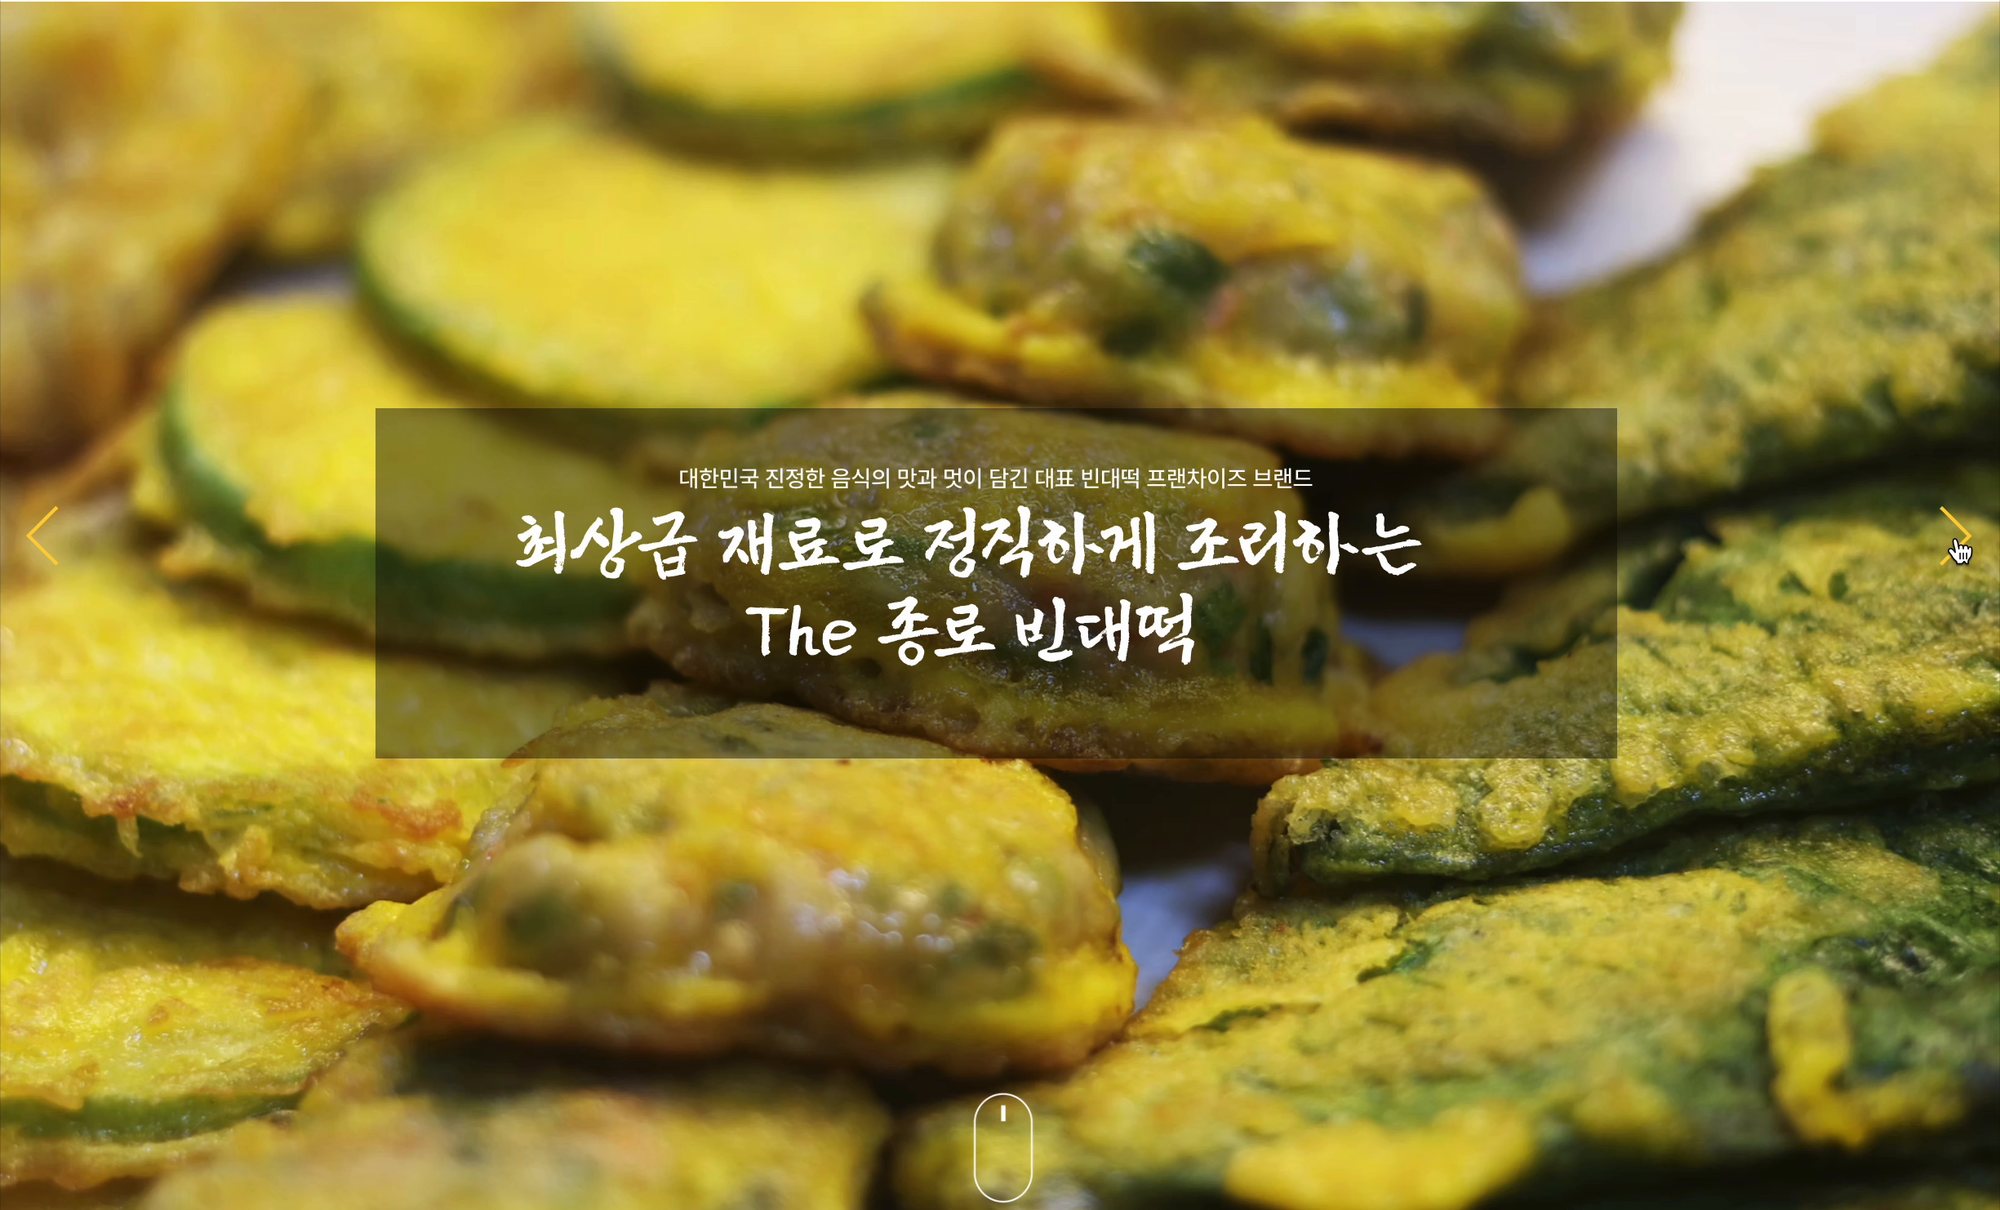 대한민국 진정한 음식의 맛과 멋이 담긴 대표 빈대떡 프랜차이즈 브랜드
최상급 재료로 정직하게 조리하는
The 종로 빈대떡